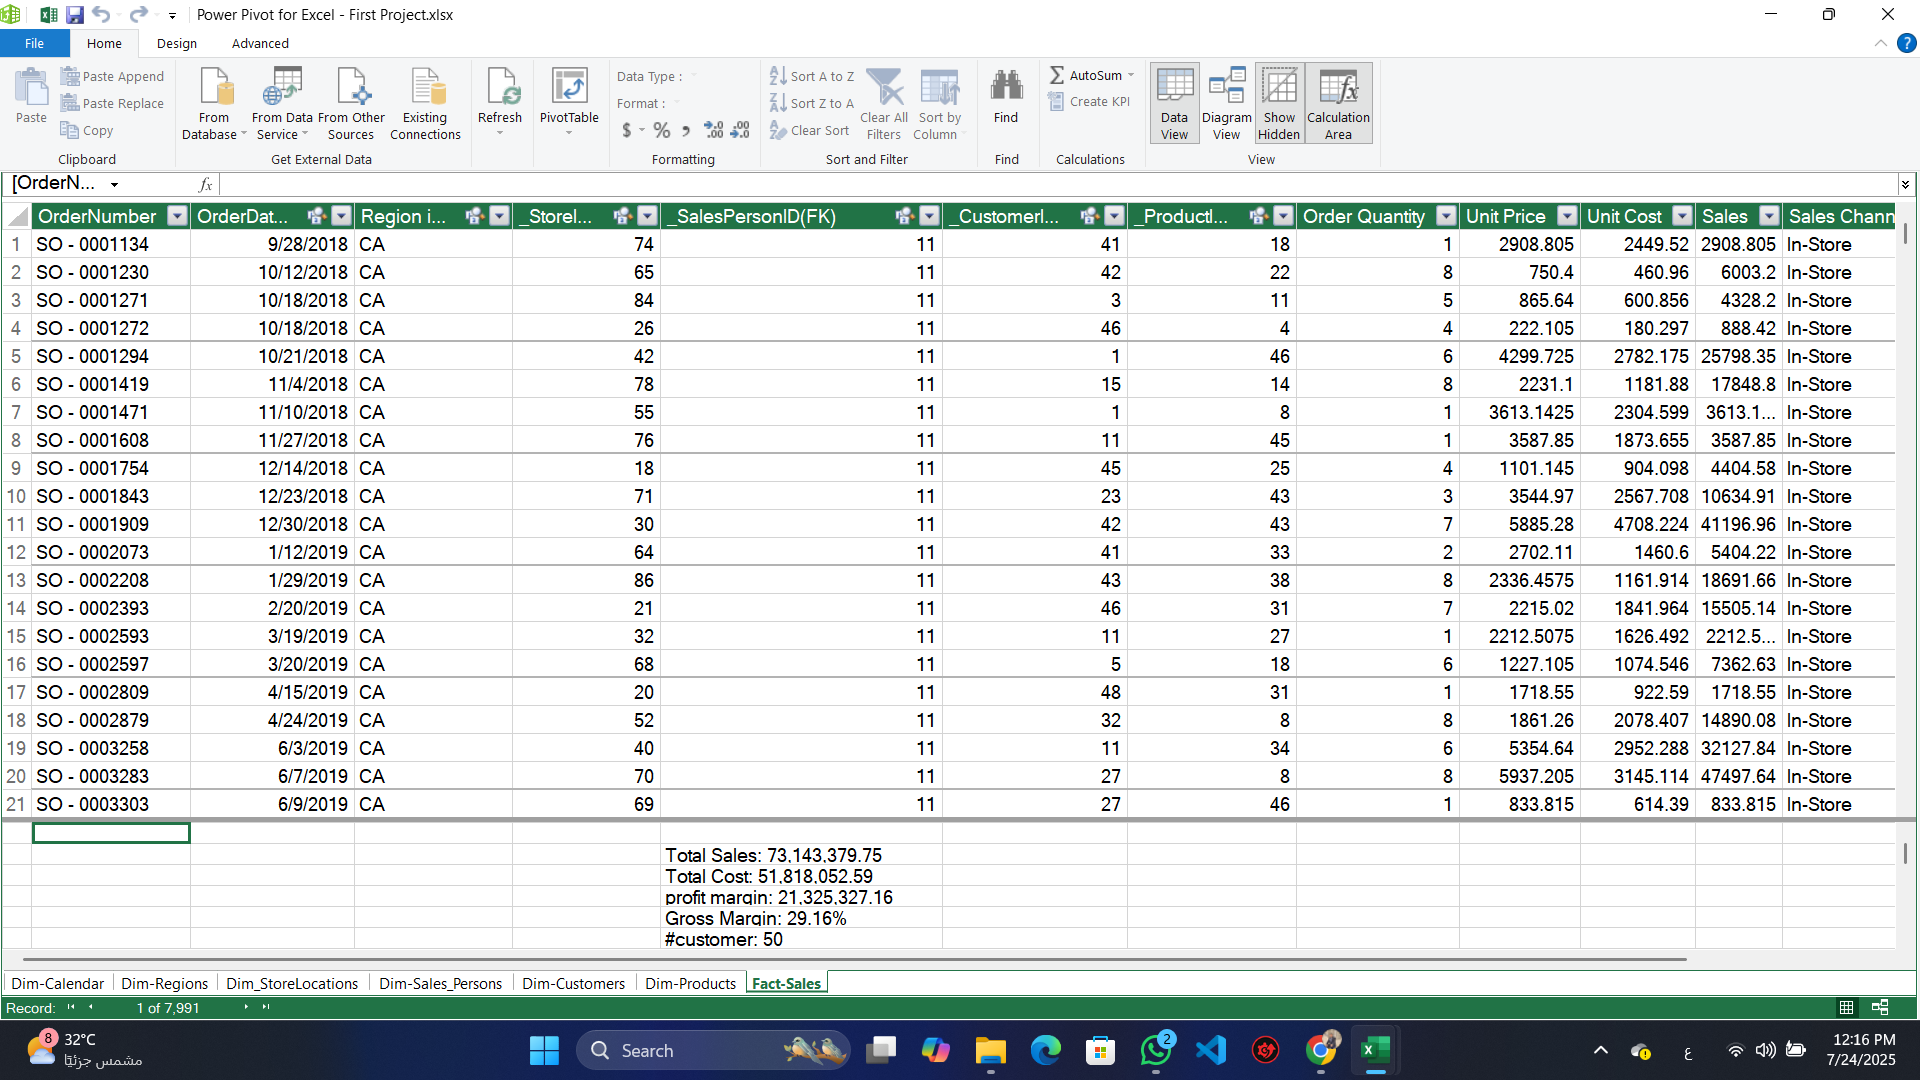 Power Pivot for Excel - First Project.xlsx
File Home Design Advanced
Paste
Paste Append
Paste Replace
Copy
Clipboard
From Database
From Data Service
From Other Sources
Existing Connections
Get External Data
Refresh
PivotTable
Data Type :
Format :
$ % ,
Formatting
Sort A to Z
Sort Z to A
Clear Sort
Clear All Filters
Sort by Column
Sort and Filter
Find
Find
AutoSum
Create KPI
Calculations
Data View
Diagram View
Show Hidden
Calculation Area
View
[OrderN... fx
OrderNumber OrderDat... Region i... _StoreI... _SalesPersonID(FK) _CustomerI... _ProductI... Order Quantity Unit Price Unit Cost Sales Sales Chann
1 SO - 0001134 9/28/2018 CA 74 11 41 18 1 2908.805 2449.52 2908.805 In-Store
2 SO - 0001230 10/12/2018 CA 65 11 42 22 8 750.4 460.96 6003.2 In-Store
3 SO - 0001271 10/18/2018 CA 84 11 3 11 5 865.64 600.856 4328.2 In-Store
4 SO - 0001272 10/18/2018 CA 26 11 46 4 4 222.105 180.297 888.42 In-Store
5 SO - 0001294 10/21/2018 CA 42 11 1 46 6 4299.725 2782.175 25798.35 In-Store
6 SO - 0001419 11/4/2018 CA 78 11 15 14 8 2231.1 1181.88 17848.8 In-Store
7 SO - 0001471 11/10/2018 CA 55 11 1 8 1 3613.1425 2304.599 3613.1... In-Store
8 SO - 0001608 11/27/2018 CA 76 11 11 45 1 3587.85 1873.655 3587.85 In-Store
9 SO - 0001754 12/14/2018 CA 18 11 45 25 4 1101.145 904.098 4404.58 In-Store
10 SO - 0001843 12/23/2018 CA 71 11 23 43 3 3544.97 2567.708 10634.91 In-Store
11 SO - 0001909 12/30/2018 CA 30 11 42 43 7 5885.28 4708.224 41196.96 In-Store
12 SO - 0002073 1/12/2019 CA 64 11 41 33 2 2702.11 1460.6 5404.22 In-Store
13 SO - 0002208 1/29/2019 CA 86 11 43 38 8 2336.4575 1161.914 18691.66 In-Store
14 SO - 0002393 2/20/2019 CA 21 11 46 31 7 2215.02 1841.964 15505.14 In-Store
15 SO - 0002593 3/19/2019 CA 32 11 11 27 1 2212.5075 1626.492 2212.5... In-Store
16 SO - 0002597 3/20/2019 CA 68 11 5 18 6 1227.105 1074.546 7362.63 In-Store
17 SO - 0002809 4/15/2019 CA 20 11 48 31 1 1718.55 922.59 1718.55 In-Store
18 SO - 0002879 4/24/2019 CA 52 11 32 8 8 1861.26 2078.407 14890.08 In-Store
19 SO - 0003258 6/3/2019 CA 40 11 11 34 6 5354.64 2952.288 32127.84 In-Store
20 SO - 0003283 6/7/2019 CA 70 11 27 8 8 5937.205 3145.114 47497.64 In-Store
21 SO - 0003303 6/9/2019 CA 69 11 27 46 1 833.815 614.39 833.815 In-Store
Total Sales: 73,143,379.75
Total Cost: 51,818,052.59
profit margin: 21,325,327.16
Gross Margin: 29.16%
#customer: 50
Dim-Calendar Dim-Regions Dim_StoreLocations Dim-Sales_Persons Dim-Customers Dim-Products Fact-Sales
Record: 1 of 7,991
8 32°C
مشمس جزئيًا
Search
2
ع
12:16 PM
7/24/2025